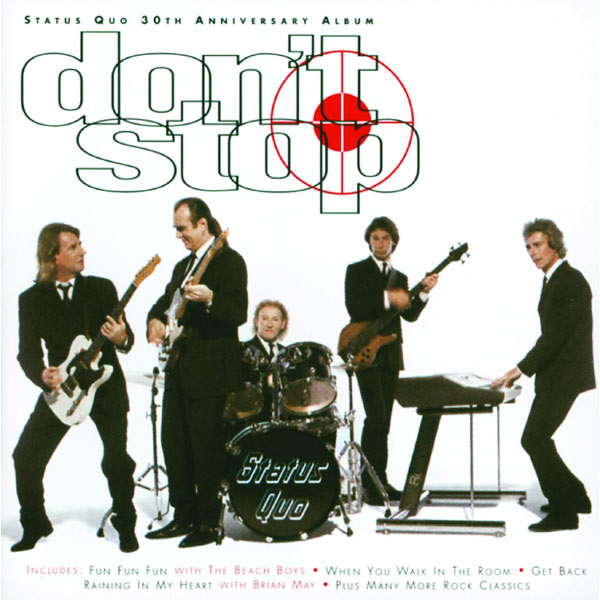 STATUS QUO 30TH ANNIVERSARY ALBUM
don't
stop
Status
Quo
INCLUDES: FUN FUN FUN WITH THE BEACH BOYS • WHEN YOU WALK IN THE ROOM • GET BACK
RAINING IN MY HEART WITH BRIAN MAY • PLUS MANY MORE ROCK CLASSICS